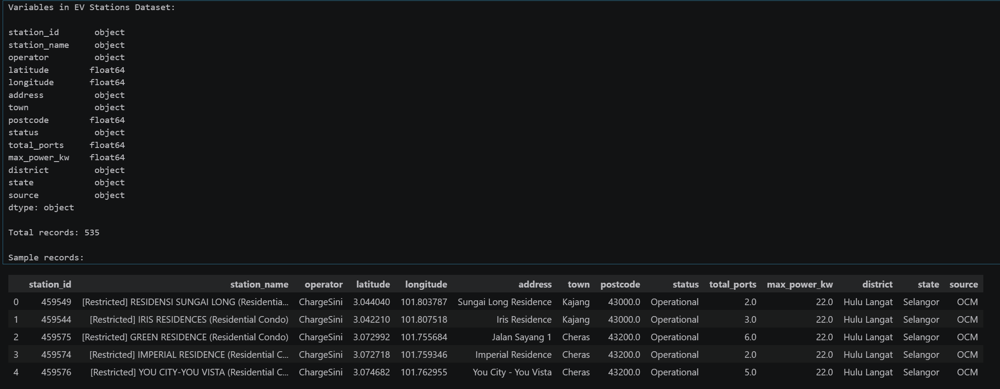 Variables in EV Stations Dataset:
station_id object
station_name object
operator object
latitude float64
longitude float64
address object
town object
postcode float64
status object
total_ports float64
max_power_kw float64
district object
state object
source object
dtype: object
Total records: 535
Sample records:
station_id station_name operator latitude longitude address town postcode status total_ports max_power_kw district state source
0 459549 [Restricted] RESIDENSI SUNGAI LONG (Residentia... ChargeSini 3.044040 101.803787 Sungai Long Residence Kajang 43000.0 Operational 2.0 22.0 Hulu Langat Selangor OCM
1 459544 [Restricted] IRIS RESIDENCES (Residential Condo) ChargeSini 3.042210 101.807518 Iris Residence Kajang 43000.0 Operational 3.0 22.0 Hulu Langat Selangor OCM
2 459575 [Restricted] GREEN RESIDENCE (Residential Condo) ChargeSini 3.072992 101.755684 Jalan Sayang 1 Cheras 43200.0 Operational 6.0 22.0 Hulu Langat Selangor OCM
3 459574 [Restricted] IMPERIAL RESIDENCE (Residential C... ChargeSini 3.072718 101.759346 Imperial Residence Cheras 43200.0 Operational 2.0 22.0 Hulu Langat Selangor OCM
4 459576 [Restricted] YOU CITY-YOU VISTA (Residential C... ChargeSini 3.074682 101.762955 You City - You Vista Cheras 43200.0 Operational 5.0 22.0 Hulu Langat Selangor OCM